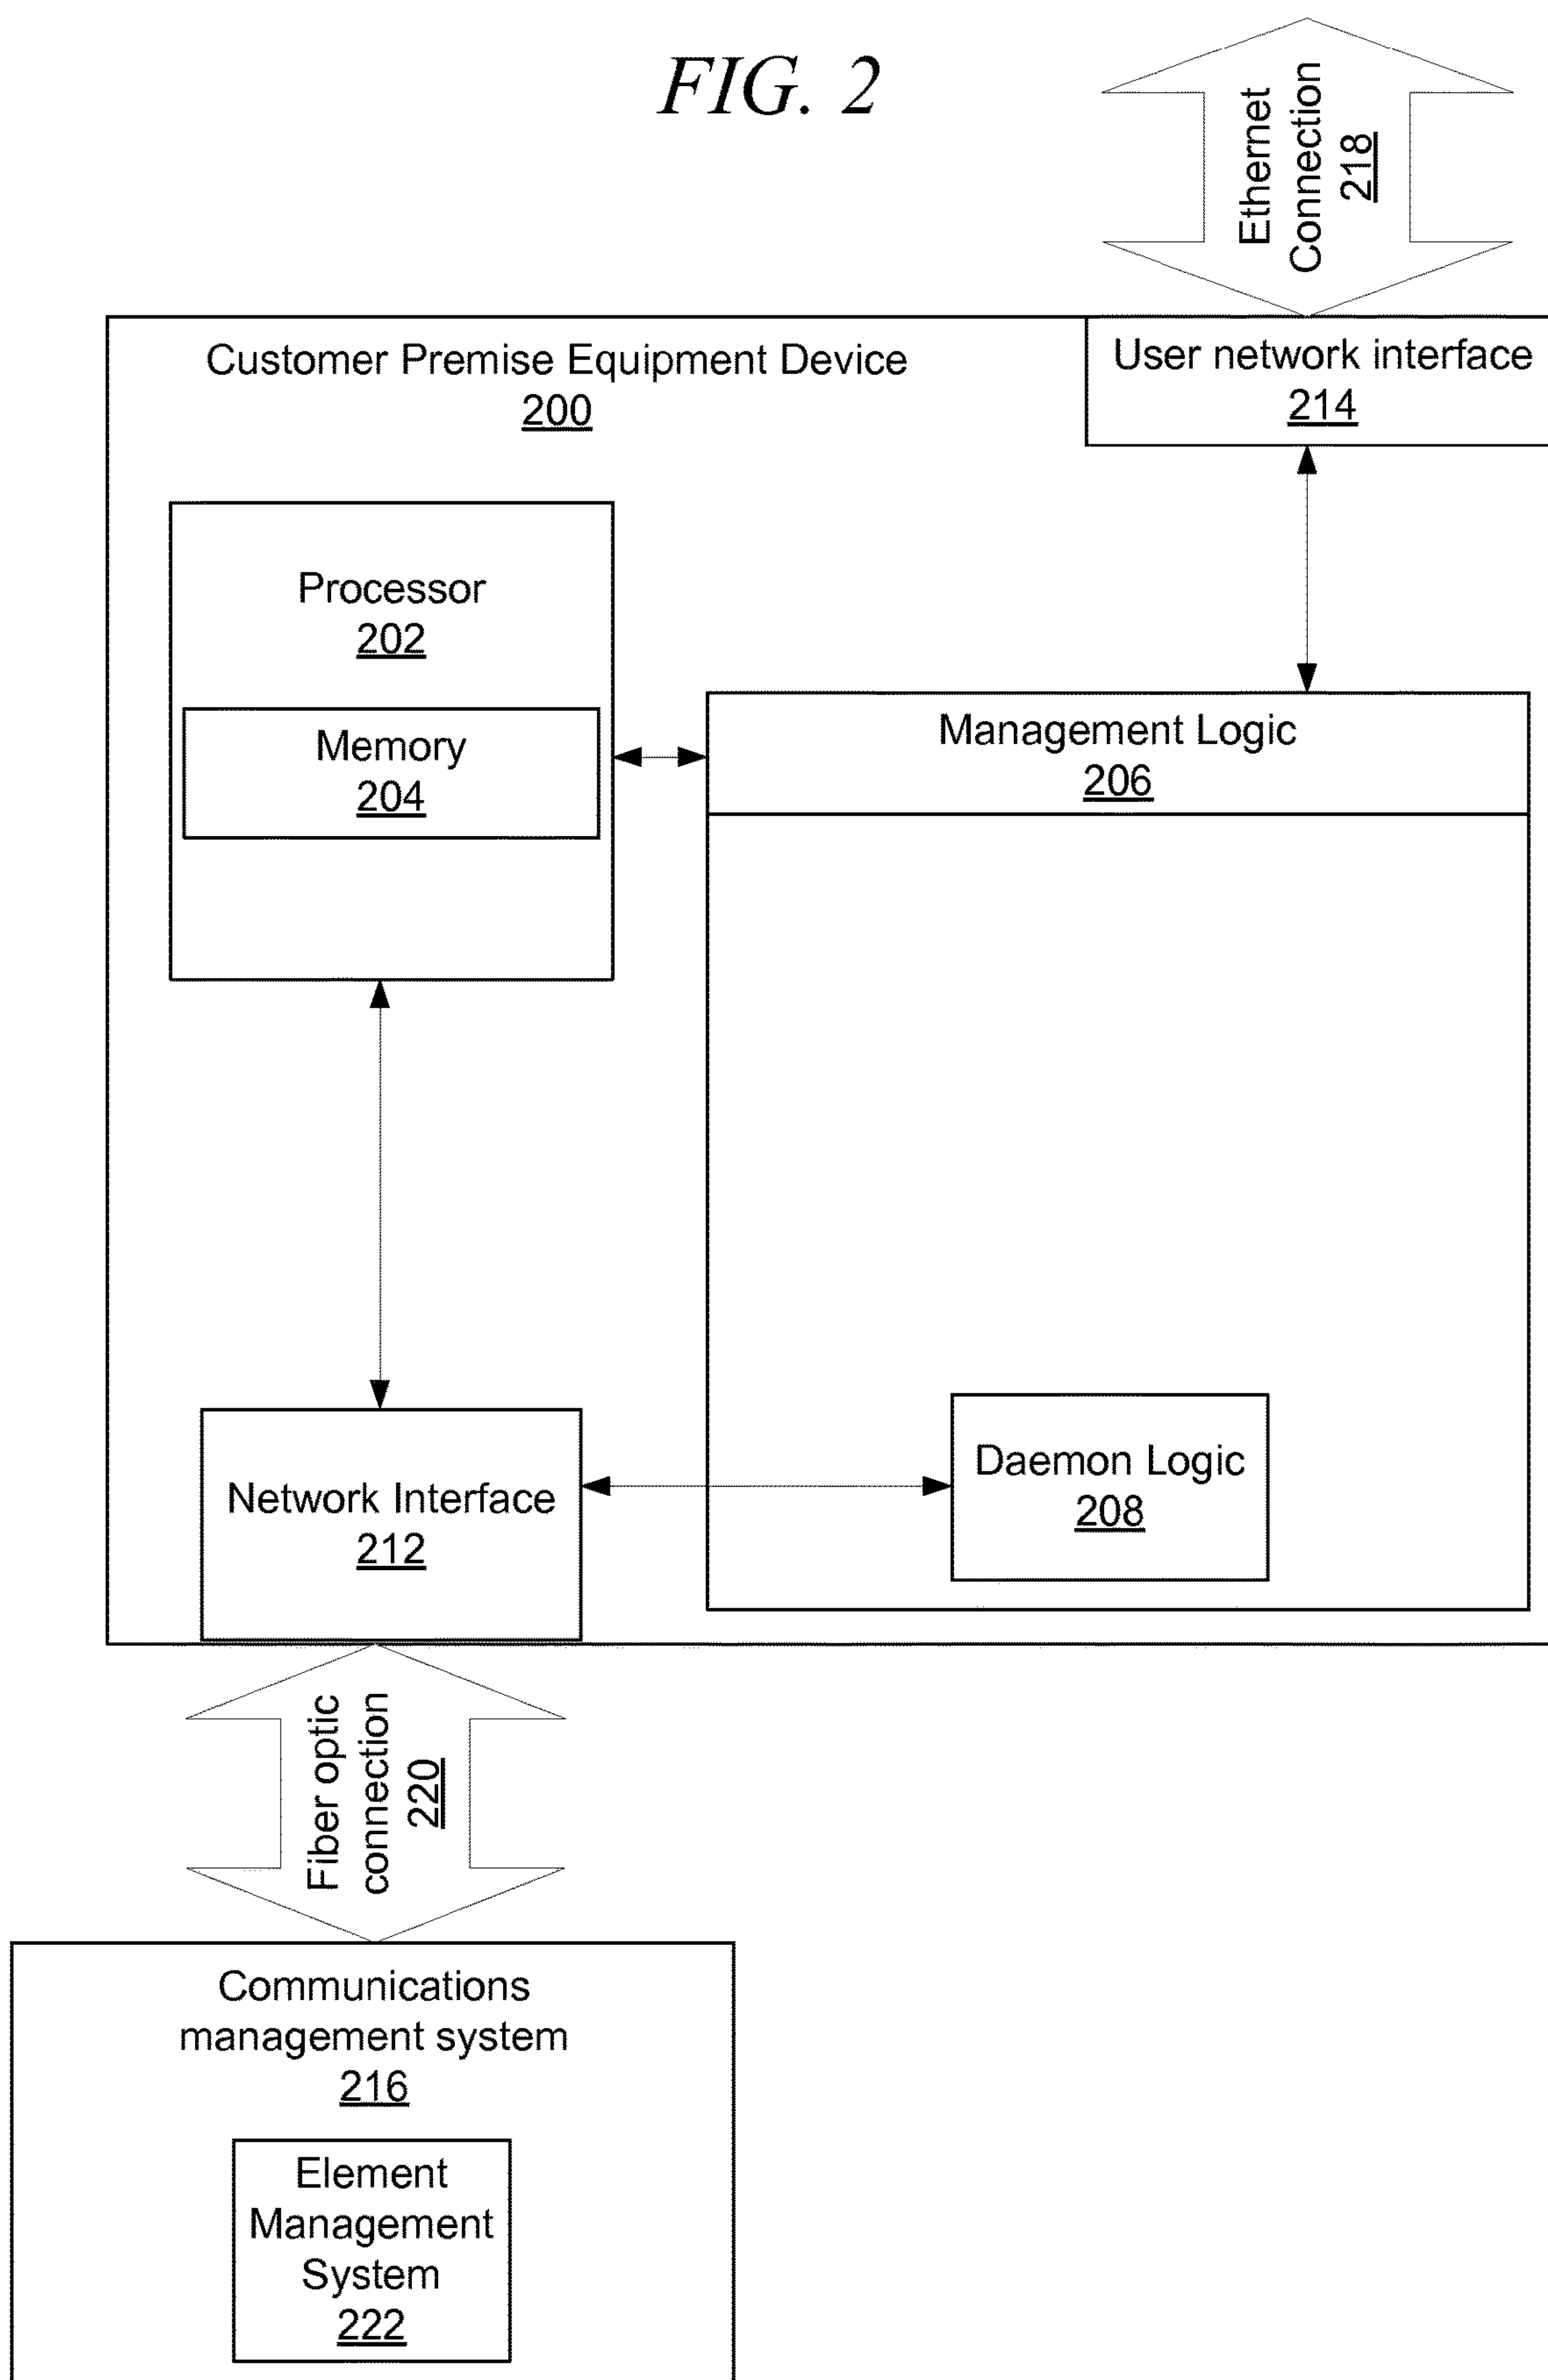 FIG. 2
Ethernet
Connection
218
Customer Premise Equipment Device
200
User network interface
214
Processor
202
Memory
204
Management Logic
206
Daemon Logic
208
Network Interface
212
Fiber optic
connection
220
Communications
management system
216
Element
Management
System
222